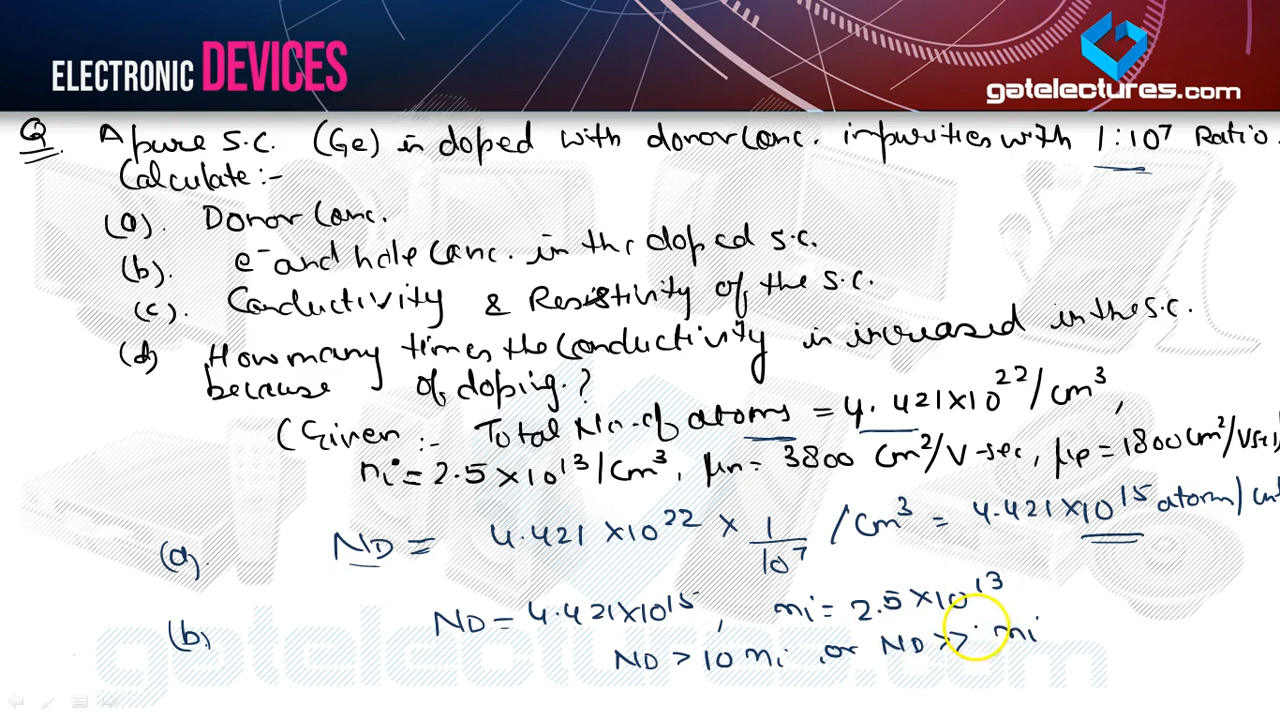 ELECTRONIC DEVICES
gatelectures.com
Q. A pure S.C. (Ge) is doped with donor conc. impurities with 1:10⁷ Ratio.
Calculate:-
(a). Donor Conc.
(b). e⁻ and hole conc. in the doped s.c.
(c). Conductivity & Resistivity of the s.c.
(d) How many times the conductivity is increased in the s.c.
because of doping.?
(Given :- Total No. of atoms = 4.421×10²²/cm³,
ni = 2.5×10¹³/cm³, μn = 3800 cm²/V-sec, μp = 1800 cm²/Vsec,
(a). ND = 4.421 ×10²² × 1/10⁷ /cm³ = 4.421×10¹⁵ atom/cm³
(b). ND = 4.421×10¹⁵, ni = 2.5×10¹³
ND > 10 ni, or ND >> ni